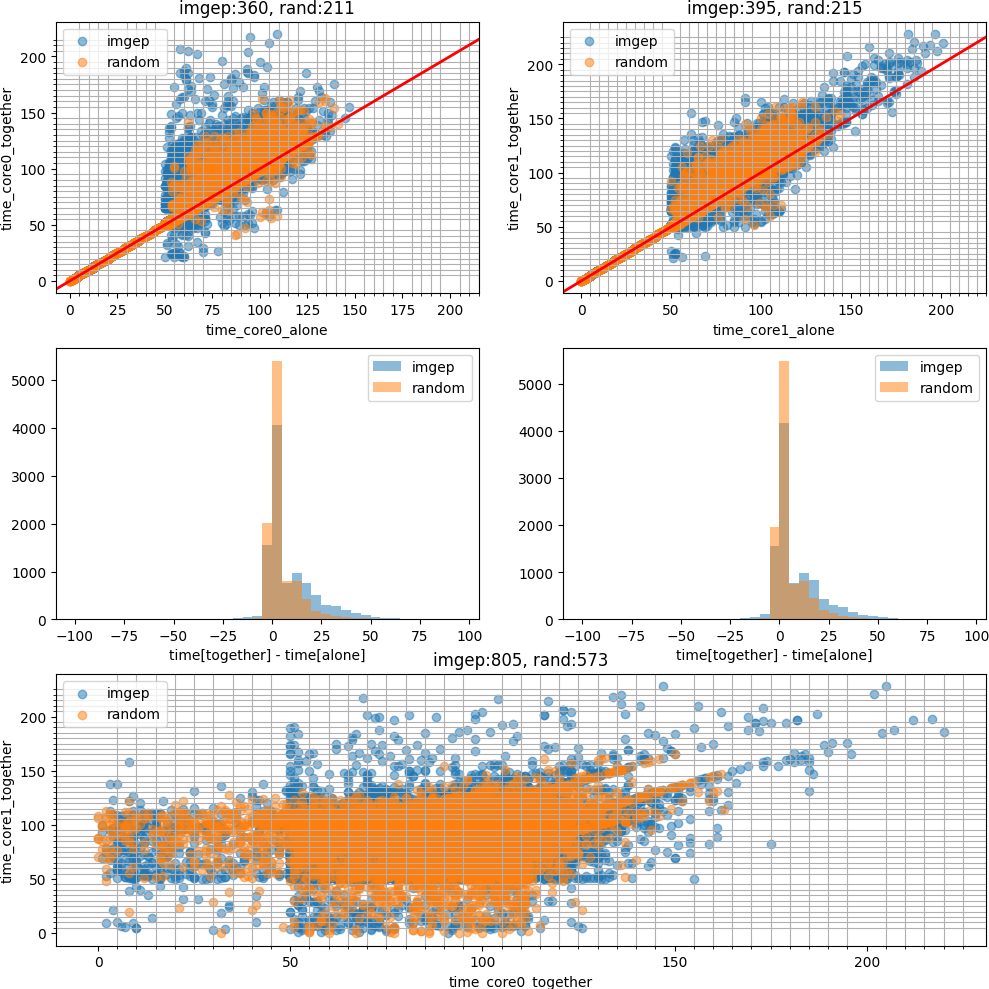 imgep:360, rand:211
time_core0_together
200
150
100
50
0
imgep
random
0 25 50 75 100 125 150 175 200
time_core0_alone
imgep:395, rand:215
time_core1_together
200
150
100
50
0
imgep
random
0 50 100 150 200
time_core1_alone
5000
4000
3000
2000
1000
0
imgep
random
−100 −75 −50 −25 0 25 50 75 100
time[together] - time[alone]
5000
4000
3000
2000
1000
0
imgep
random
−100 −75 −50 −25 0 25 50 75 100
time[together] - time[alone]
imgep:805, rand:573
time_core1_together
200
150
100
50
0
imgep
random
0 50 100 150 200
time_core0_together